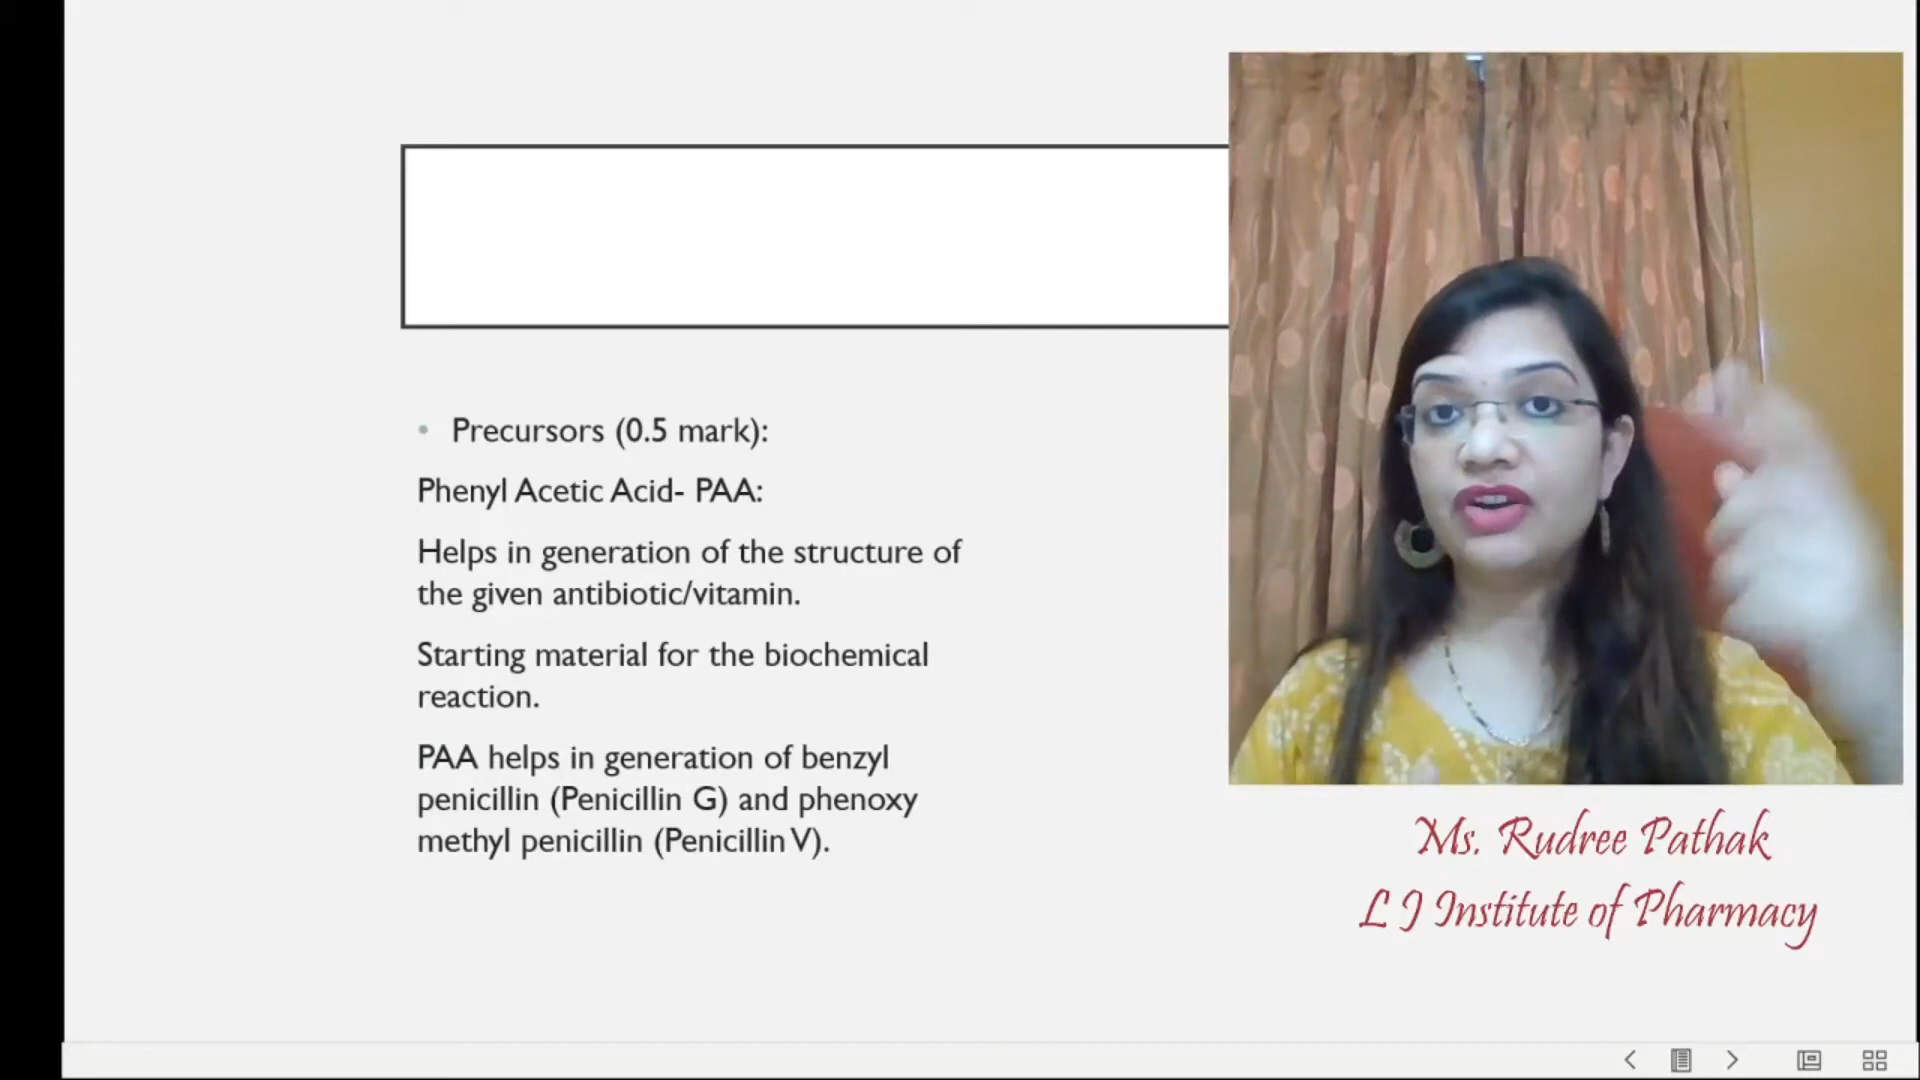 • Precursors (0.5 mark):
Phenyl Acetic Acid- PAA:
Helps in generation of the structure of
the given antibiotic/vitamin.
Starting material for the biochemical
reaction.
PAA helps in generation of benzyl
penicillin (Penicillin G) and phenoxy
methyl penicillin (Penicillin V).
Ms. Rudree Pathak
L J Institute of Pharmacy